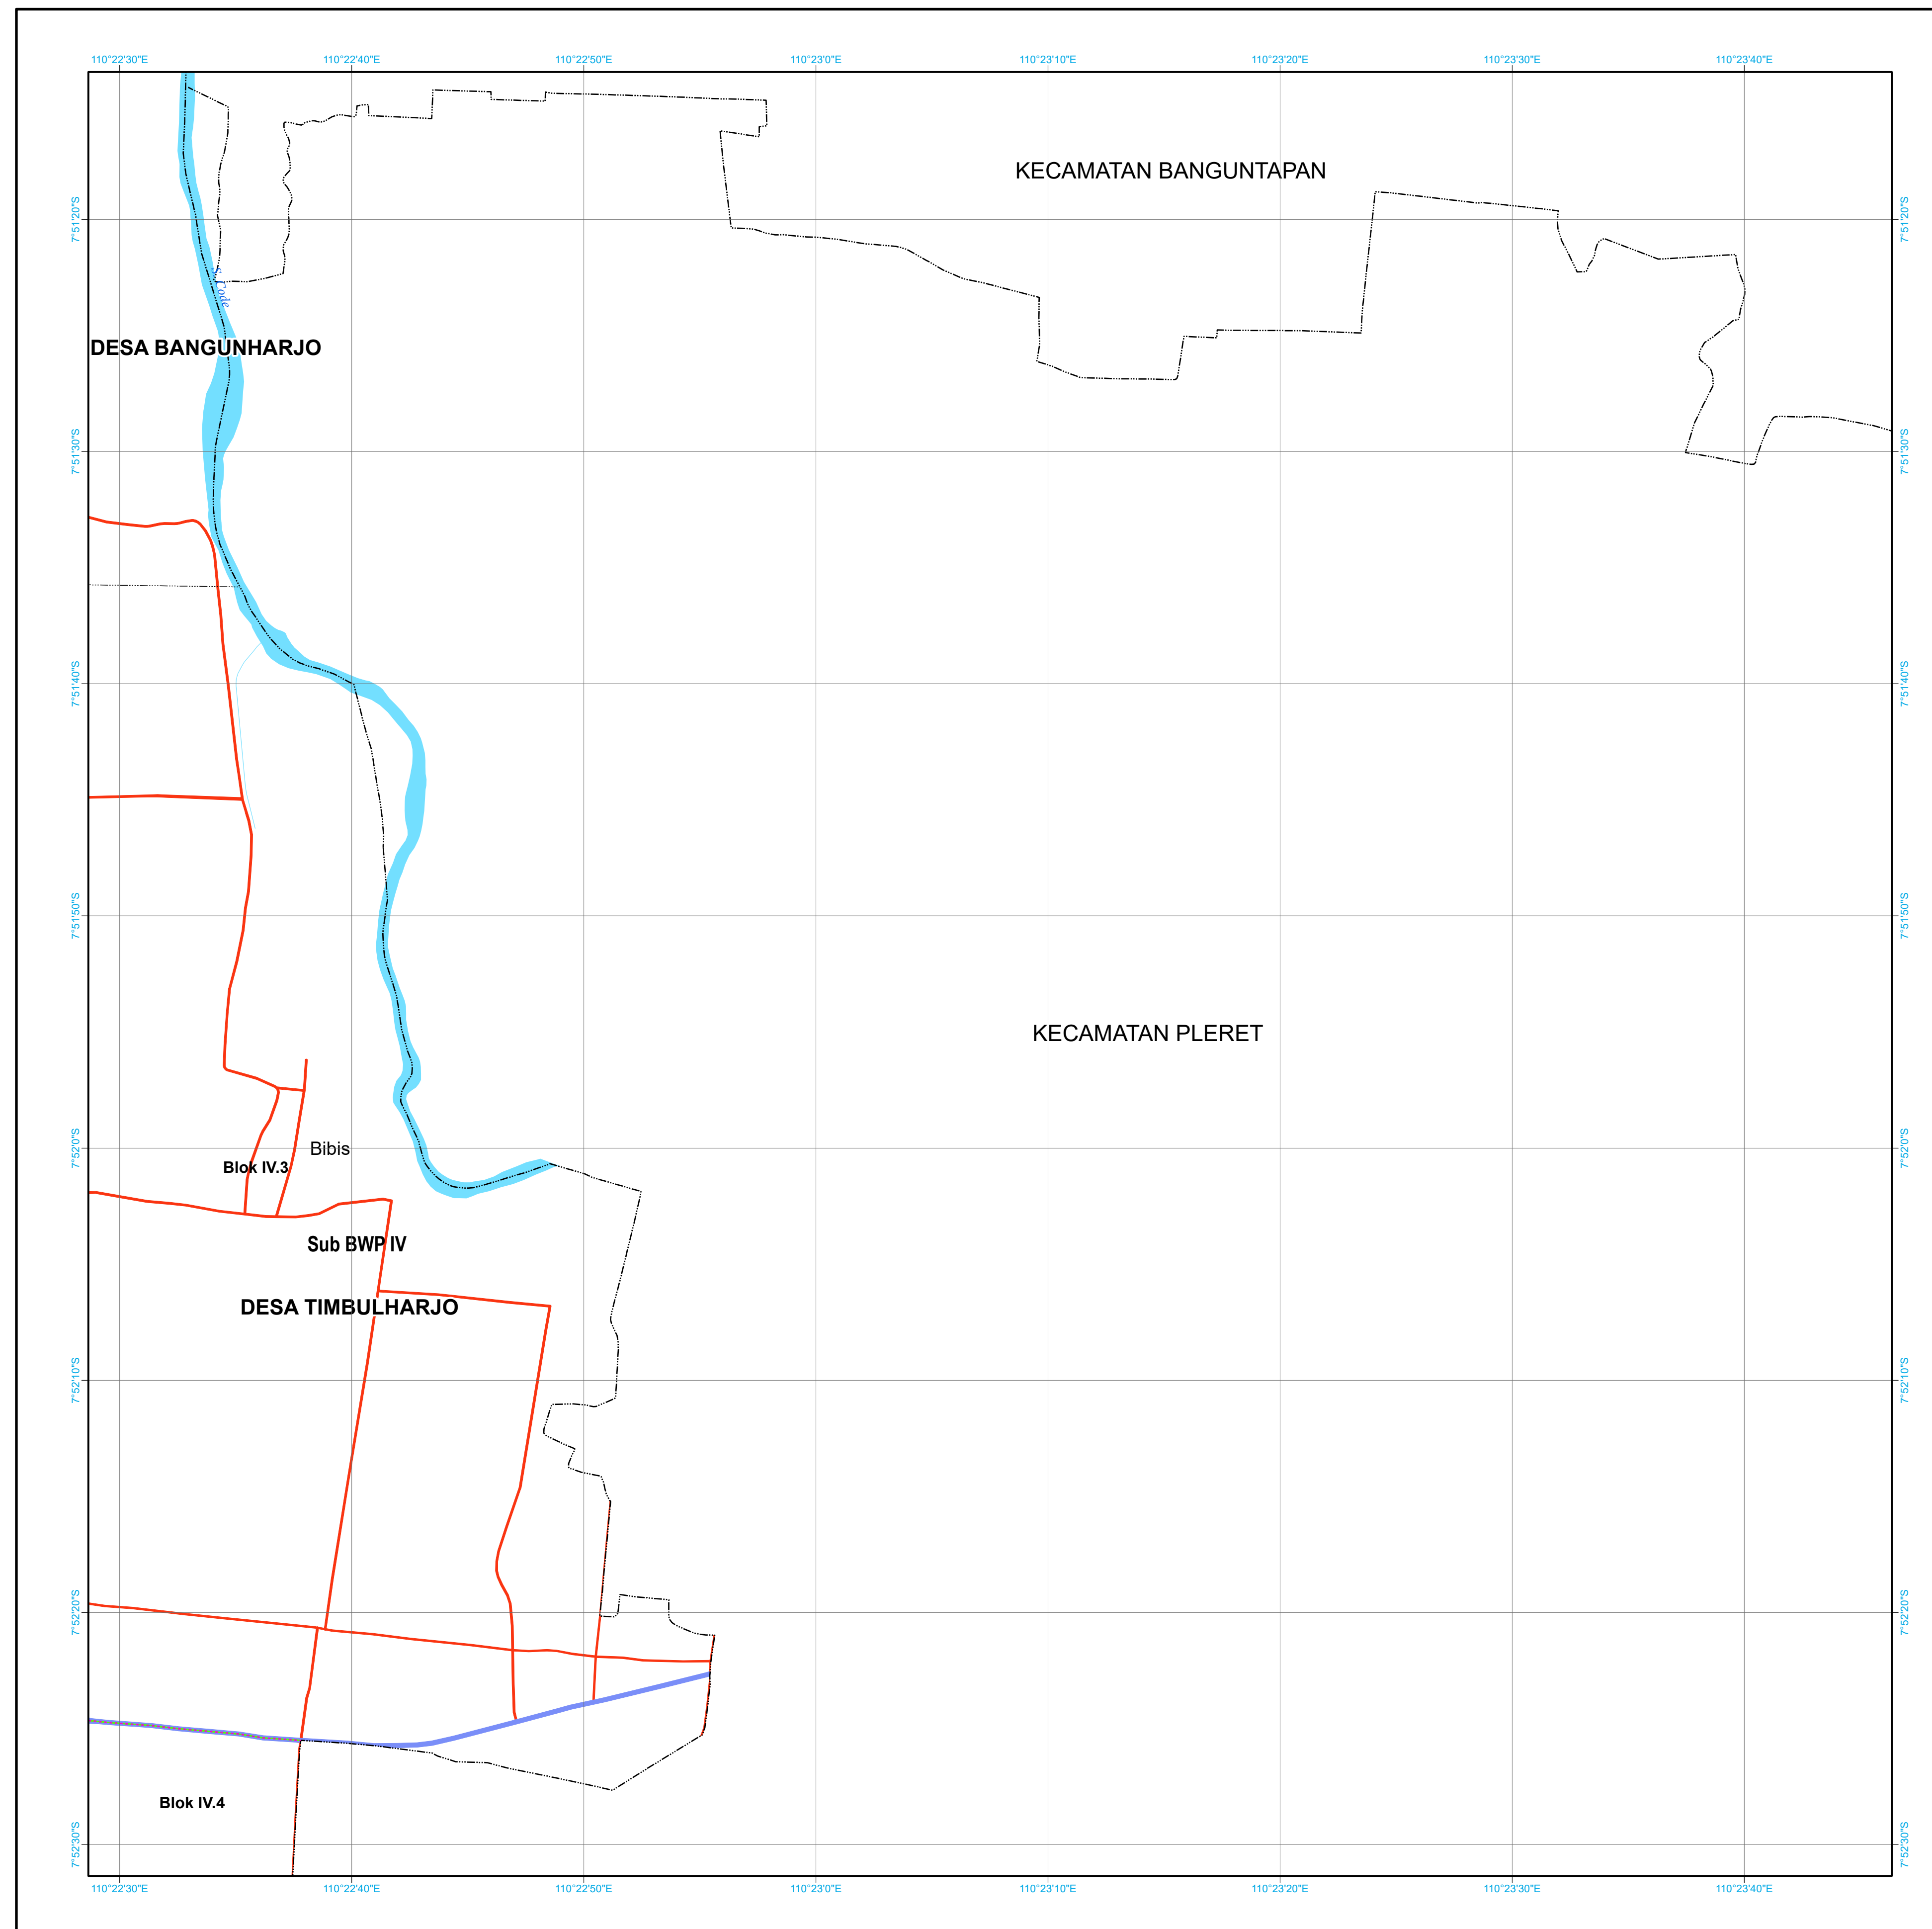 110°22'30"E 110°22'40"E 110°22'50"E 110°23'0"E 110°23'10"E 110°23'20"E 110°23'30"E 110°23'40"E
KECAMATAN BANGUNTAPAN
7°51'20"S 7°51'20"S
S. Code
DESA BANGUNHARJO
7°51'30"S 7°51'30"S
7°51'40"S 7°51'40"S
7°51'50"S 7°51'50"S
KECAMATAN PLERET
7°52'0"S 7°52'0"S
Bibis
Blok IV.3
Sub BWP IV
DESA TIMBULHARJO
7°52'10"S 7°52'10"S
7°52'20"S 7°52'20"S
Blok IV.4
7°52'30"S 7°52'30"S
110°22'30"E 110°22'40"E 110°22'50"E 110°23'0"E 110°23'10"E 110°23'20"E 110°23'30"E 110°23'40"E